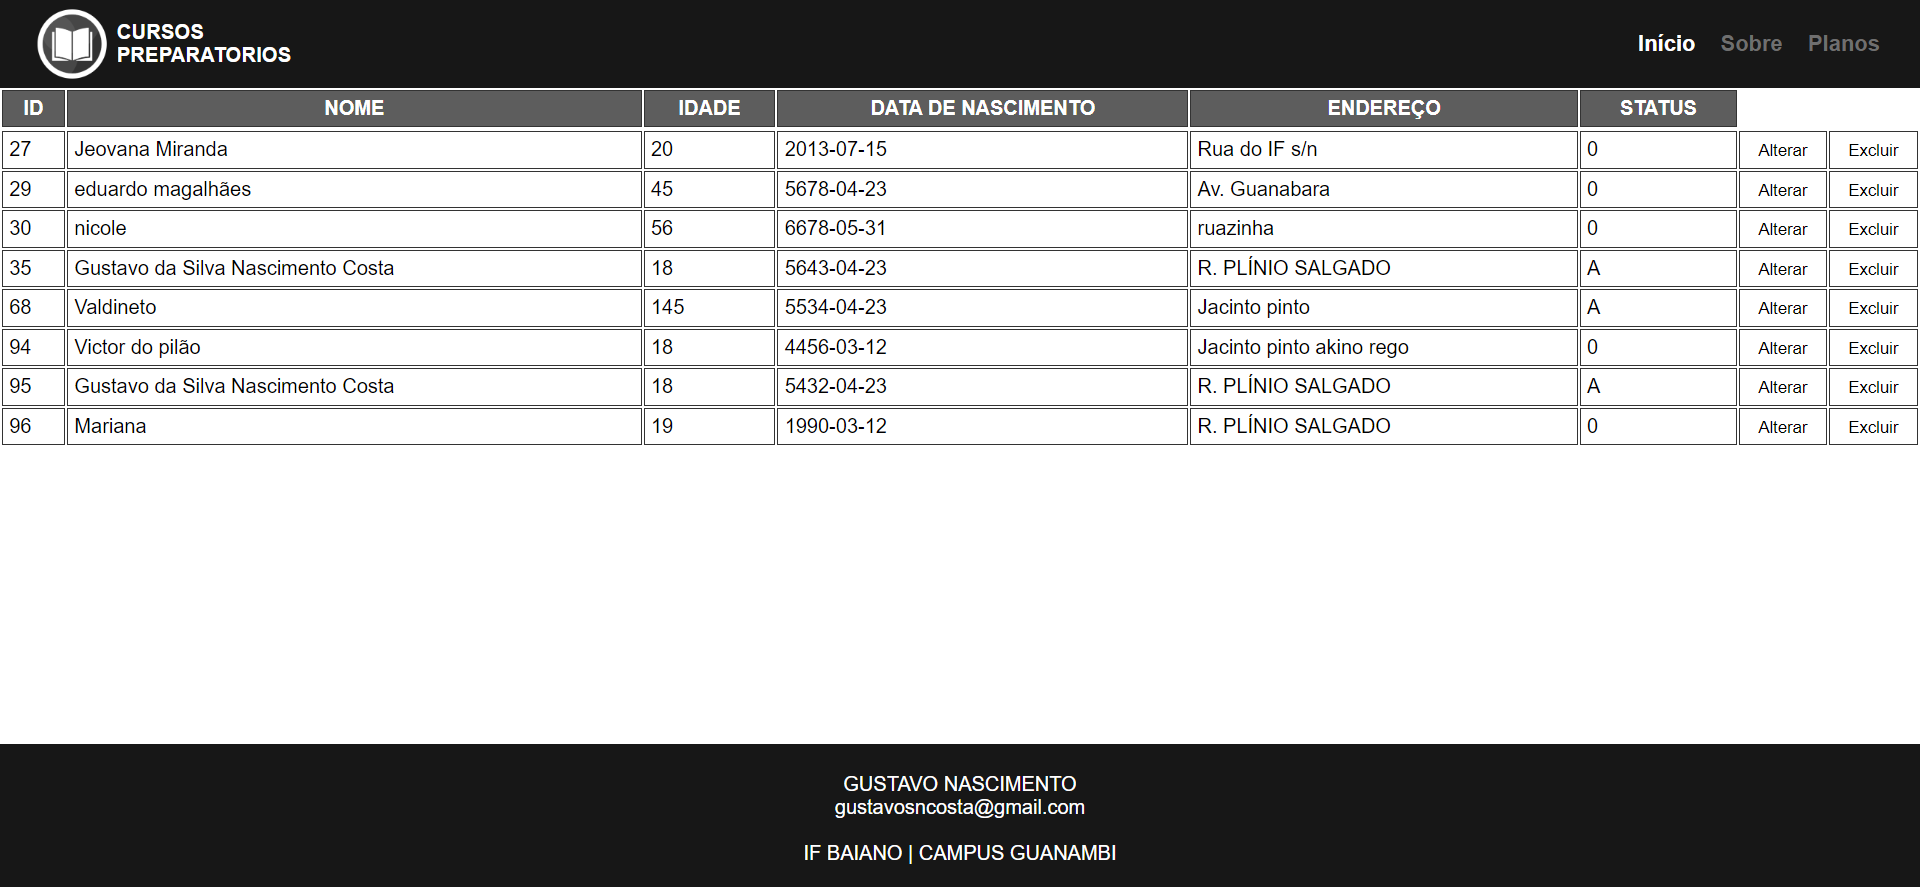 CURSOS
PREPARATORIOS
Início Sobre Planos
ID NOME IDADE DATA DE NASCIMENTO ENDEREÇO STATUS
27 Jeovana Miranda 20 2013-07-15 Rua do IF s/n 0 Alterar Excluir
29 eduardo magalhães 45 5678-04-23 Av. Guanabara 0 Alterar Excluir
30 nicole 56 6678-05-31 ruazinha 0 Alterar Excluir
35 Gustavo da Silva Nascimento Costa 18 5643-04-23 R. PLÍNIO SALGADO A Alterar Excluir
68 Valdineto 145 5534-04-23 Jacinto pinto A Alterar Excluir
94 Victor do pilão 18 4456-03-12 Jacinto pinto akino rego 0 Alterar Excluir
95 Gustavo da Silva Nascimento Costa 18 5432-04-23 R. PLÍNIO SALGADO A Alterar Excluir
96 Mariana 19 1990-03-12 R. PLÍNIO SALGADO 0 Alterar Excluir
GUSTAVO NASCIMENTO
gustavosncosta@gmail.com
IF BAIANO | CAMPUS GUANAMBI